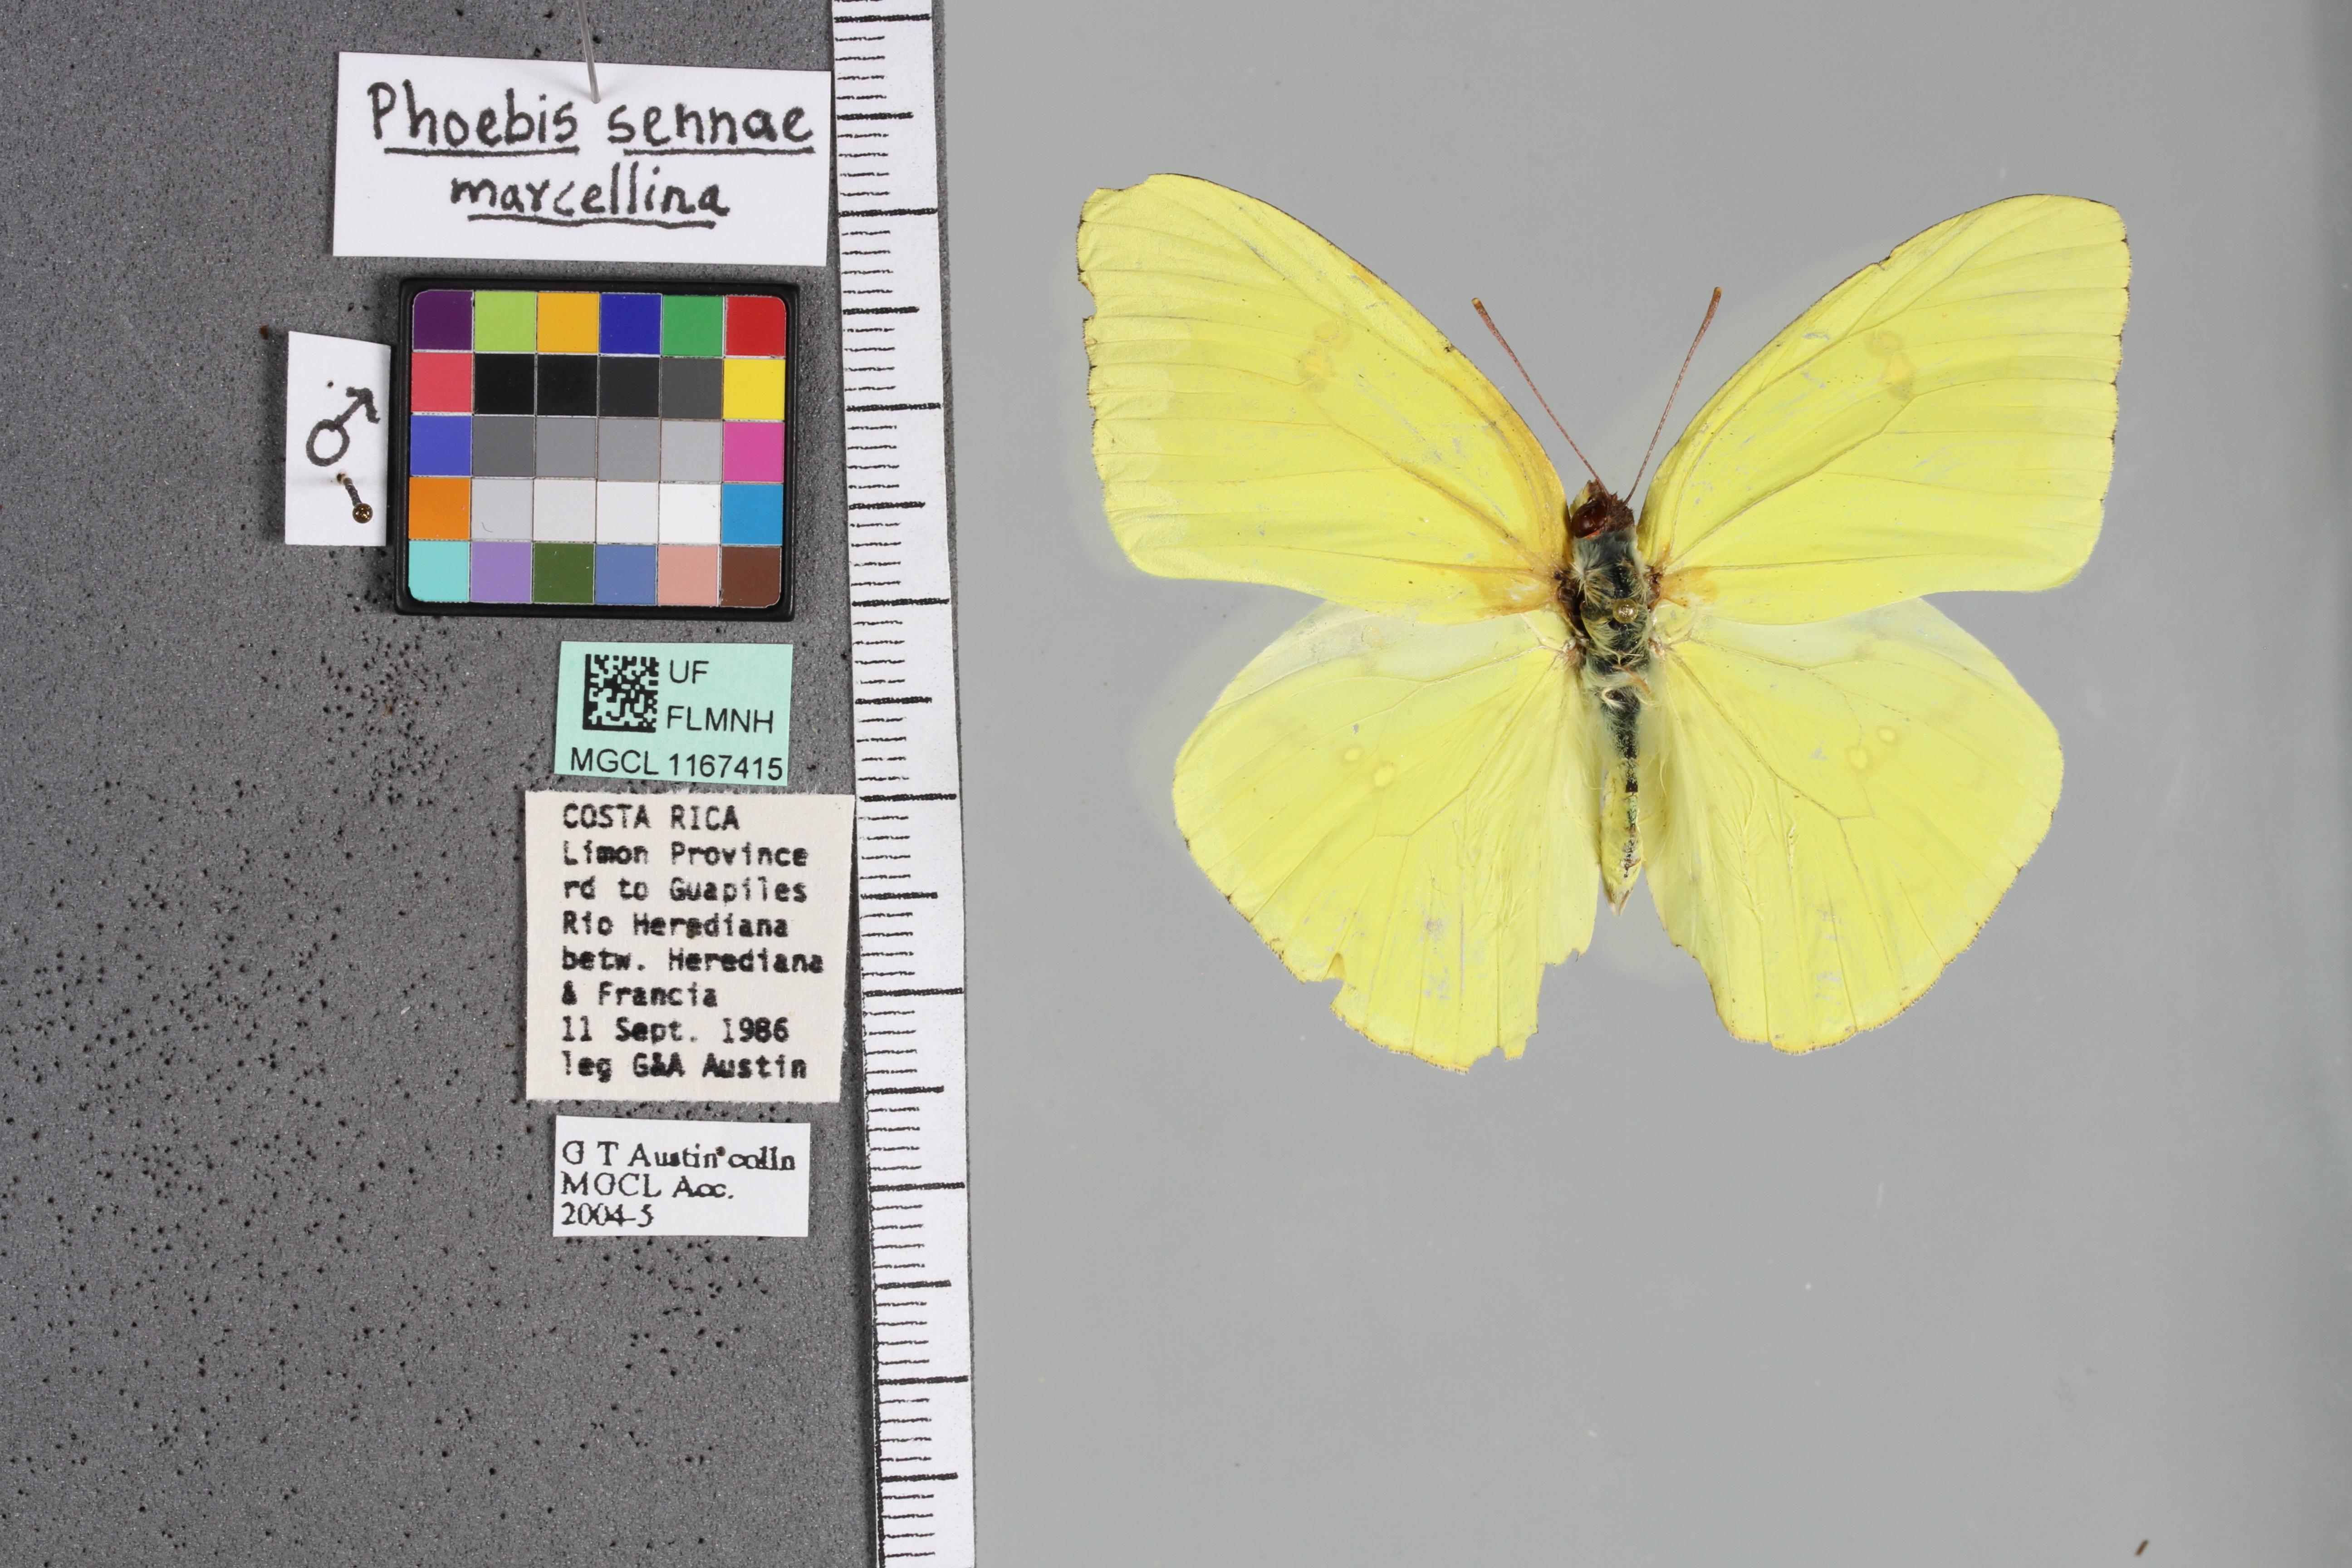 Phoebis sennae
marcellina
♂
UF
FLMNH
MGCL 1167415
COSTA RICA
Limon Province
rd to Guapiles
Rio Herediana
betw. Herediana
& Francia
11 Sept. 1986
leg G&A Austin
G T Austin colln
MGCL Acc.
2004-5